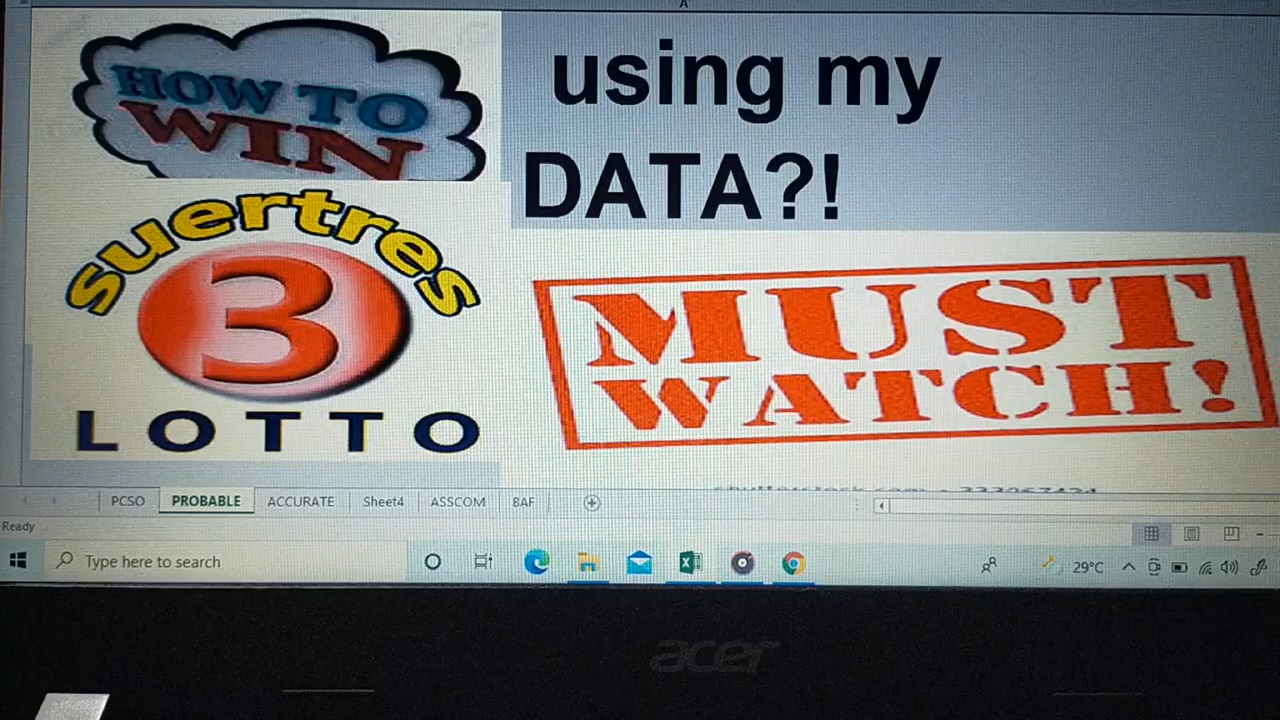 A
HOW TO
WIN
using my
DATA?!
suertres
3
LOTTO
MUST
WATCH!
PCSO PROBABLE ACCURATE Sheet4 ASSCOM BAF
Ready
Type here to search
29°C
acer